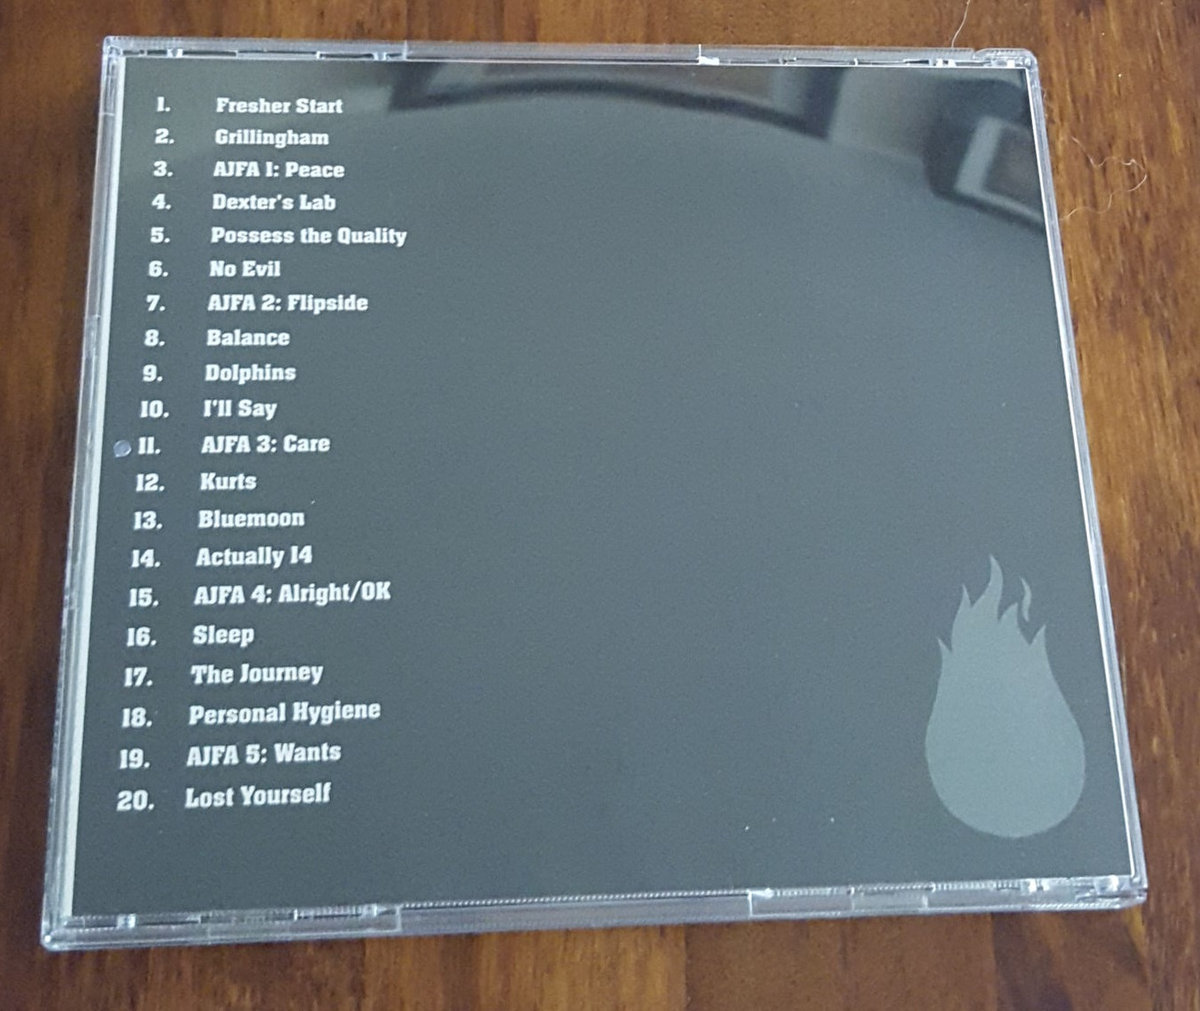 1. Fresher Start
2. Grillingham
3. AJFA 1: Peace
4. Dexter's Lab
5. Possess the Quality
6. No Evil
7. AJFA 2: Flipside
8. Balance
9. Dolphins
10. I'll Say
11. AJFA 3: Care
12. Kurts
13. Bluemoon
14. Actually 14
15. AJFA 4: Alright/OK
16. Sleep
17. The Journey
18. Personal Hygiene
19. AJFA 5: Wants
20. Lost Yourself